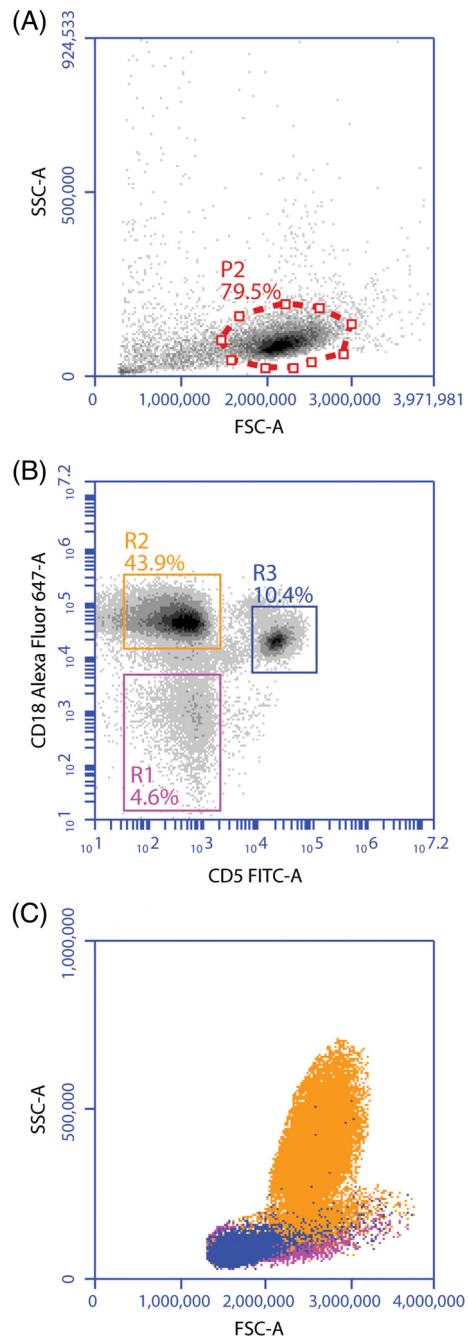 (A)
924,533
SSC-A
500,000
P2
79.5%
0
0 1,000,000 2,000,000 3,000,000 3,971,981
FSC-A
(B)
10 7.2
CD18 Alexa Fluor 647-A
10 6
R2
43.9%
R3
10.4%
10 5
10 4
10 3
10 2
R1
4.6%
10 1
10 1 10 2 10 3 10 4 10 5 10 6 10 7.2
CD5 FITC-A
(C)
1,000,000
SSC-A
500,000
0
0 1,000,000 2,000,000 3,000,000 4,000,000
FSC-A